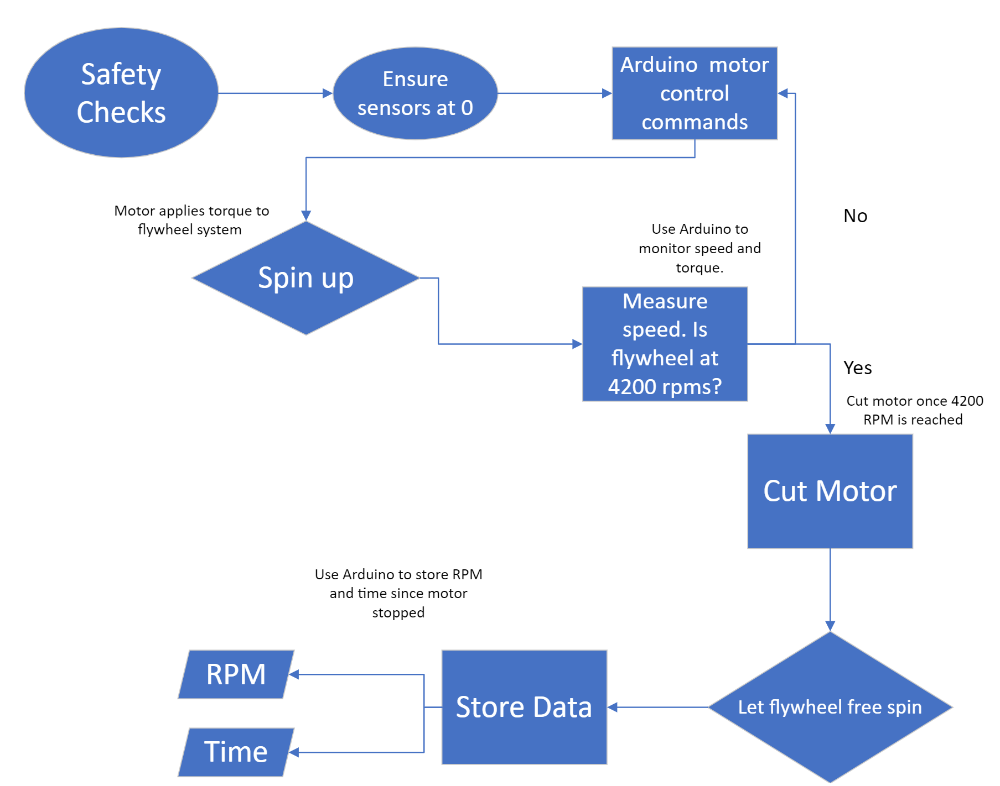 Safety
Checks
Ensure
sensors at 0
Arduino  motor
control
commands
Motor applies torque to
flywheel system
Spin up
Use Arduino to
monitor speed and
torque.
No
Measure
speed. Is
flywheel at
4200 rpms?
Yes
Cut motor once 4200
RPM is reached
Cut Motor
Use Arduino to store RPM
and time since motor
stopped
Let flywheel free spin
Store Data
RPM
Time